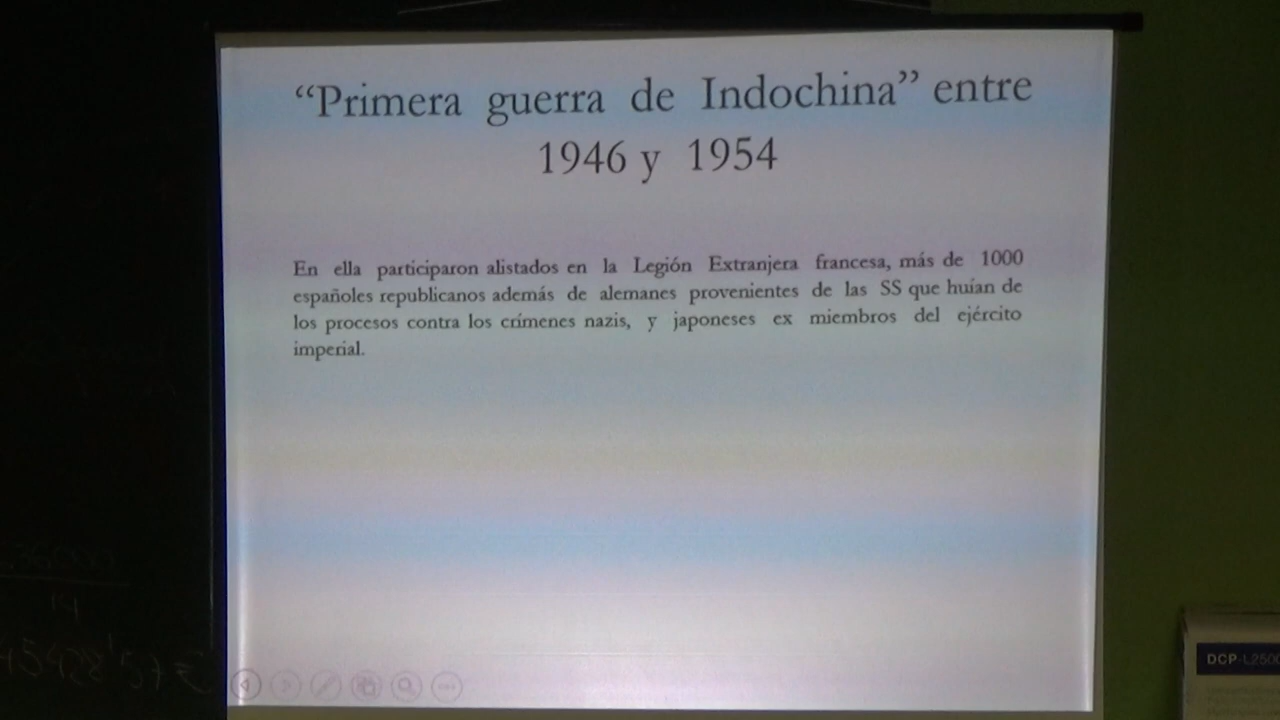 “Primera guerra de Indochina” entre
1946 y 1954
En ella participaron alistados en la Legión Extranjera francesa, más de 1000
españoles republicanos además de alemanes provenientes de las SS que huían de
los procesos contra los crímenes nazis, y japoneses ex miembros del ejército
imperial.
14
DCP-L2500